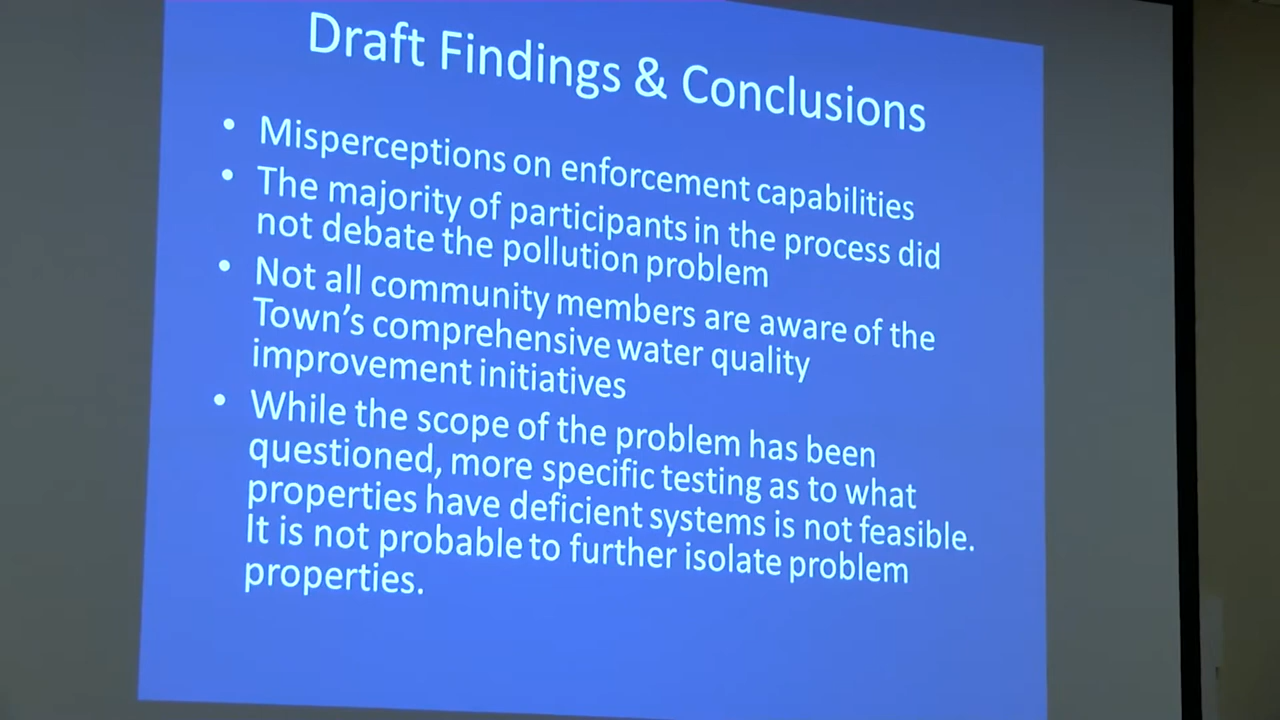 Draft Findings & Conclusions
• Misperceptions on enforcement capabilities
• The majority of participants in the process did
not debate the pollution problem
• Not all community members are aware of the
Town's comprehensive water quality
improvement initiatives
• While the scope of the problem has been
questioned, more specific testing as to what
properties have deficient systems is not feasible.
It is not probable to further isolate problem
properties.